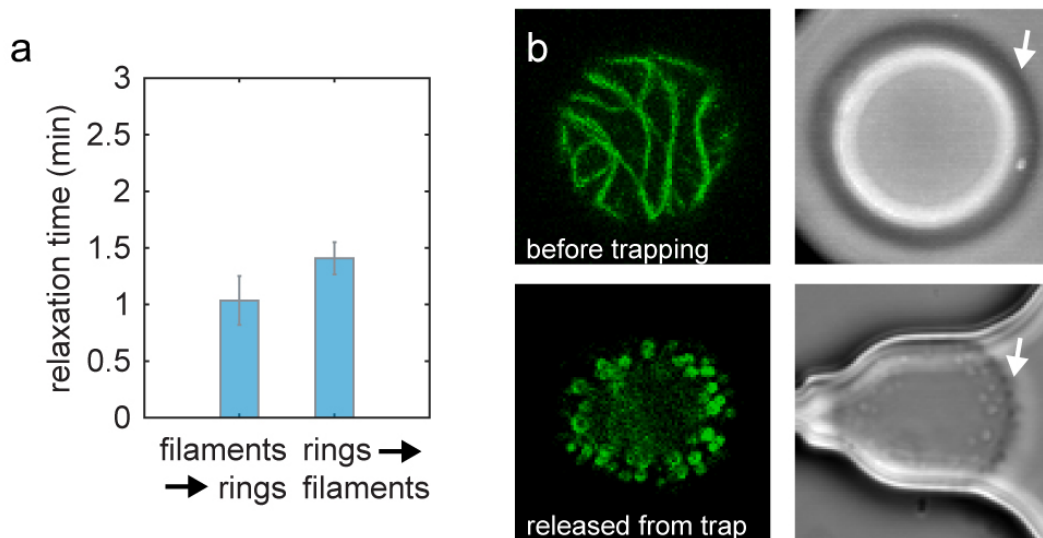 a
relaxation time (min)
3
2.5
2
1.5
1
0.5
0
filaments
→ rings
rings →
filaments
b
before trapping
released from trap